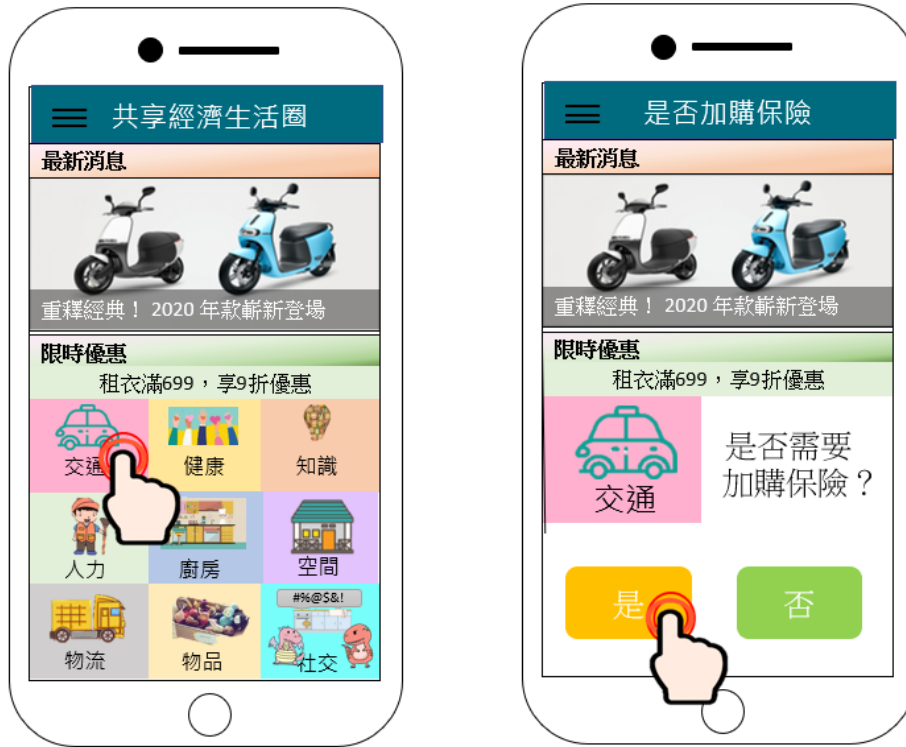 共享經濟生活圈
最新消息
重釋經典！ 2020 年款嶄新登場
限時優惠
租衣滿699，享9折優惠
交通
健康
知識
人力
廚房
空間
物流
物品
#%@$&!
社交
是否加購保險
最新消息
重釋經典！ 2020 年款嶄新登場
限時優惠
租衣滿699，享9折優惠
交通
是否需要
加購保險？
是
否